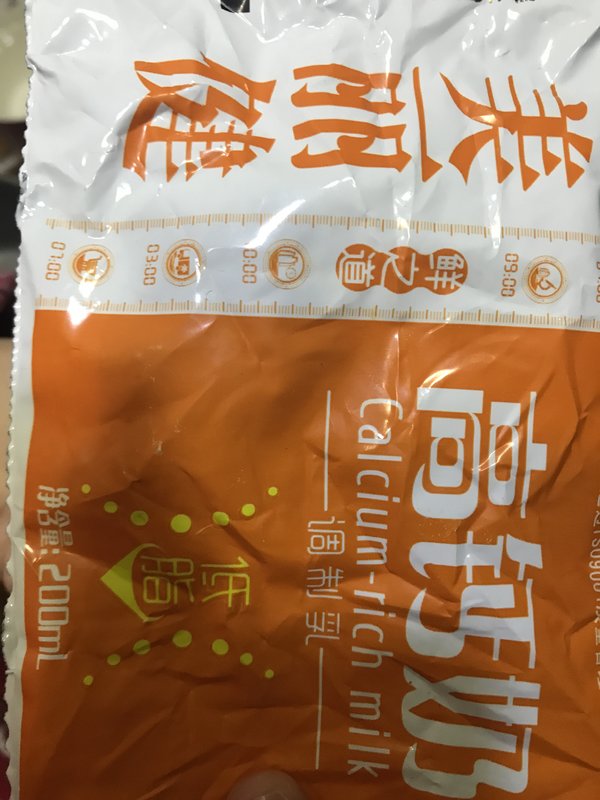 美丽健
09:00
鲜之道
03:00
07:00
高钙奶
Calcium-rich milk
调制乳
低脂
净含量:200mL